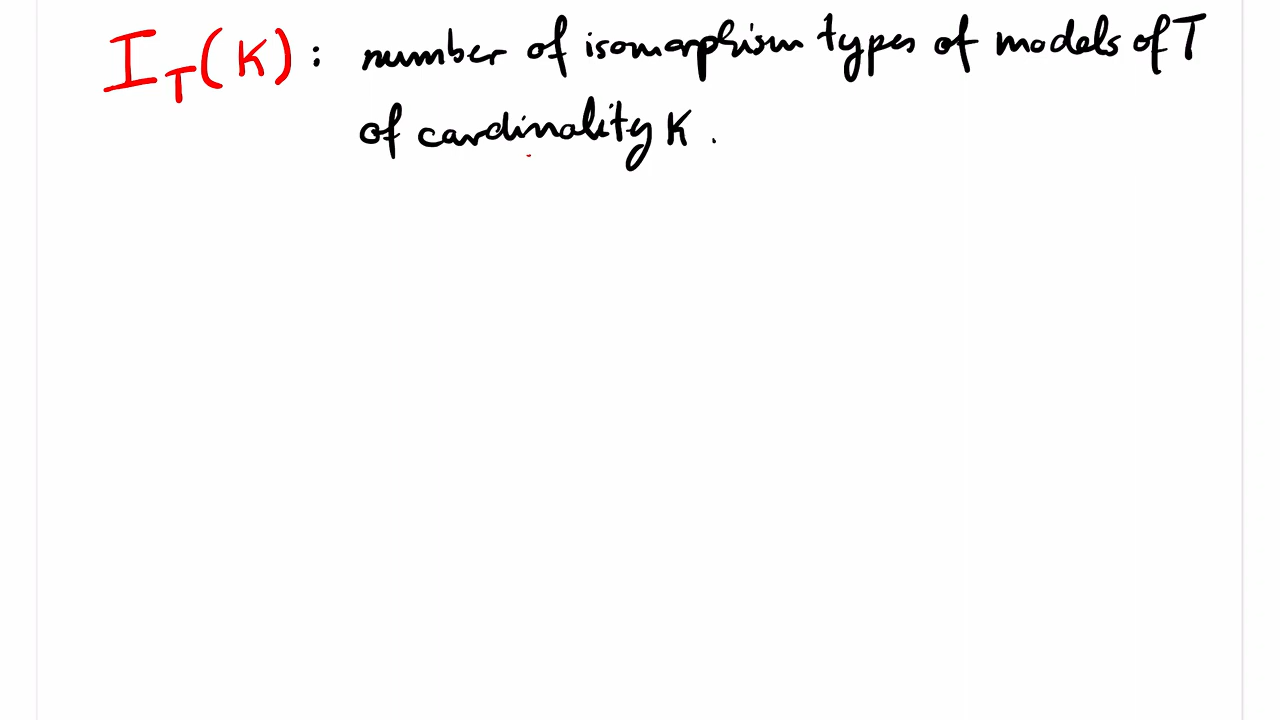 I_T(κ): number of isomorphism types of models of T
of cardinality κ.